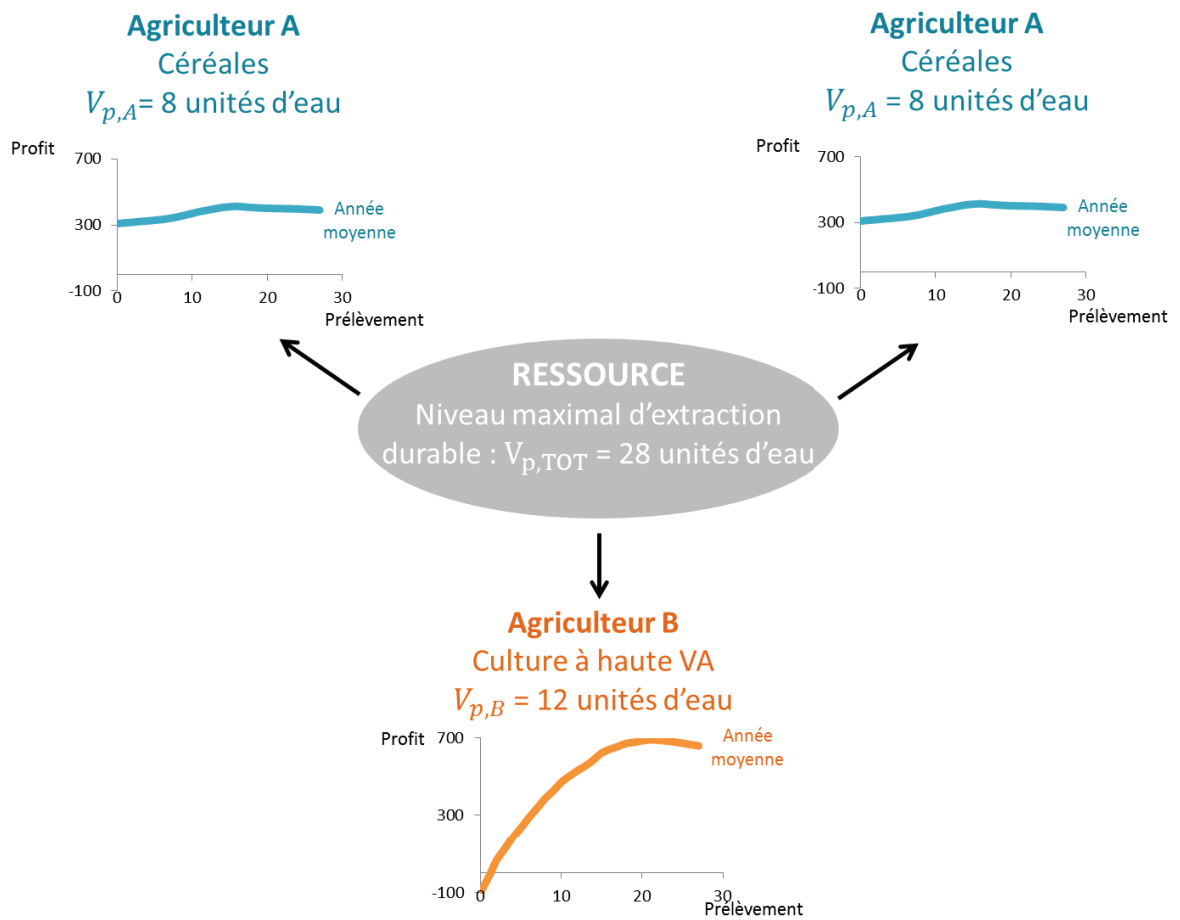 Agriculteur A
Céréales
V_{p,A}= 8 unités d’eau
Profit
700
300
-100
0
10
20
30
Année
moyenne
Prélèvement
Agriculteur A
Céréales
V_{p,A} = 8 unités d’eau
Profit
700
300
-100
0
10
20
30
Année
moyenne
Prélèvement
RESSOURCE
Niveau maximal d’extraction
durable : V_{p,TOT} = 28 unités d’eau
Agriculteur B
Culture à haute VA
V_{p,B} = 12 unités d’eau
Profit
700
300
-100
0
10
20
30
Année
moyenne
Prélèvement